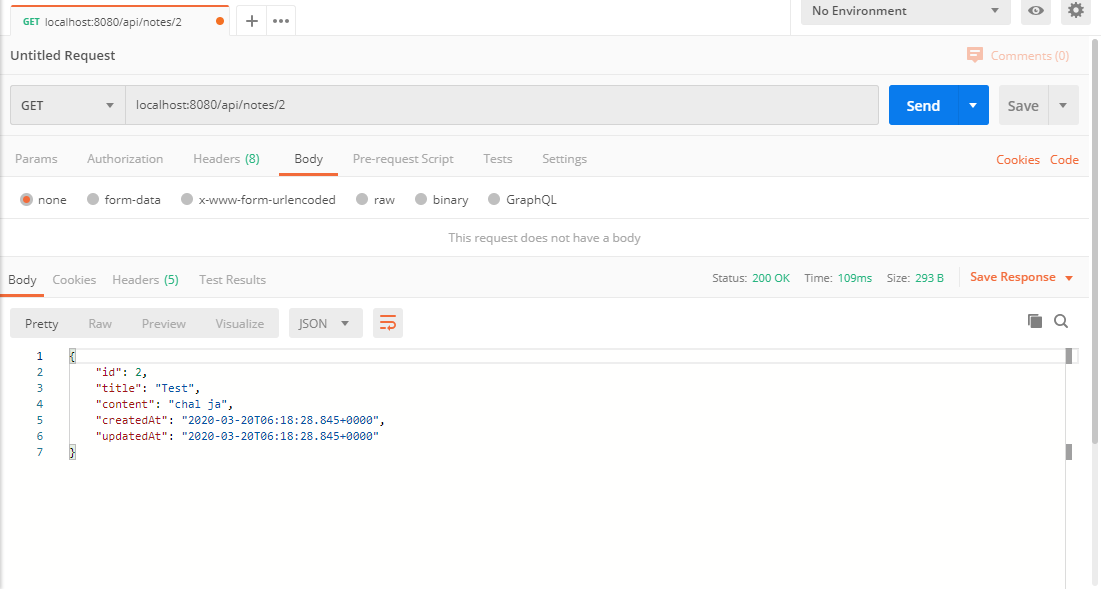 GET localhost:8080/api/notes/2
No Environment
Untitled Request
Comments (0)
GET localhost:8080/api/notes/2 Send Save
Params Authorization Headers (8) Body Pre-request Script Tests Settings Cookies Code
none form-data x-www-form-urlencoded raw binary GraphQL
This request does not have a body
Body Cookies Headers (5) Test Results Status: 200 OK Time: 109ms Size: 293 B Save Response
Pretty Raw Preview Visualize JSON
1 {
2 "id": 2,
3 "title": "Test",
4 "content": "chal ja",
5 "createdAt": "2020-03-20T06:18:28.845+0000",
6 "updatedAt": "2020-03-20T06:18:28.845+0000"
7 }